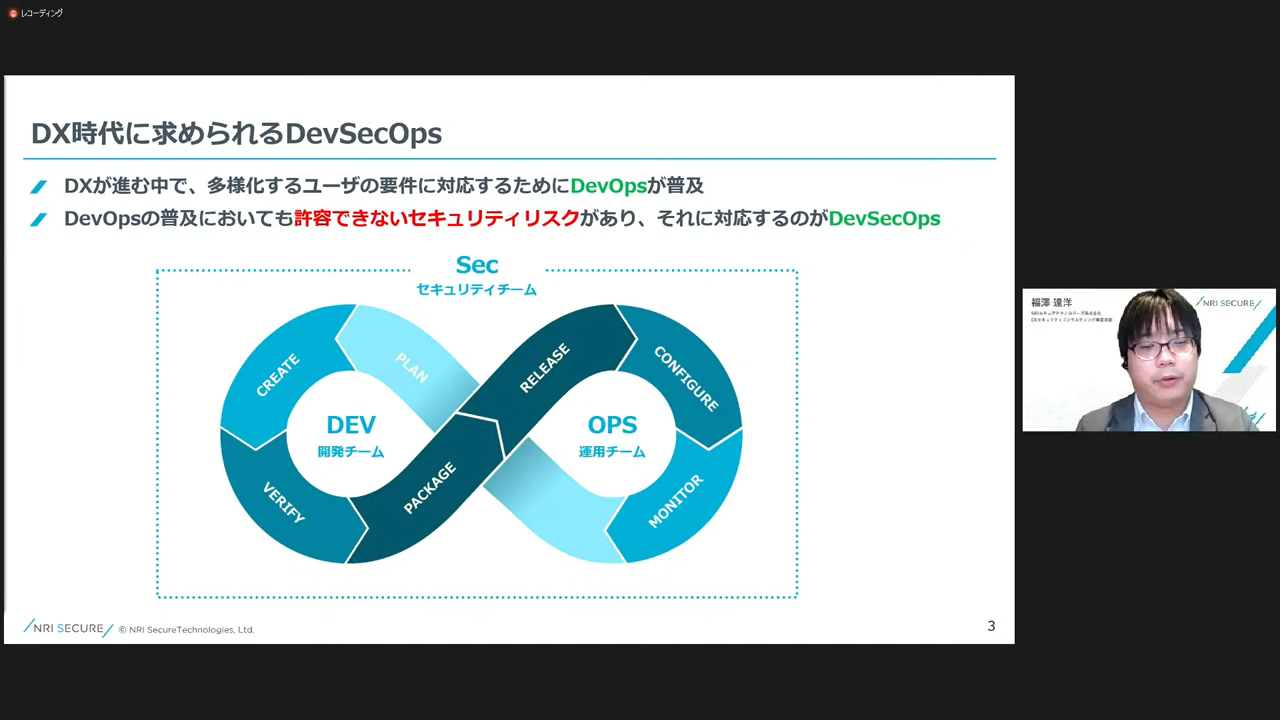 レコーディング
DX時代に求められるDevSecOps
DXが進む中で、多様化するユーザの要件に対応するためにDevOpsが普及
DevOpsの普及においても許容できないセキュリティリスクがあり、それに対応するのがDevSecOps
Sec
セキュリティチーム
CREATE
PLAN
RELEASE
CONFIGURE
DEV
開発チーム
OPS
運用チーム
VERIFY
PACKAGE
MONITOR
NRI SECURE
© NRI SecureTechnologies, Ltd.
3
福澤 達洋
NRI SECURE
NRIセキュアテクノロジーズ株式会社
DXセキュリティコンサルティング事業本部